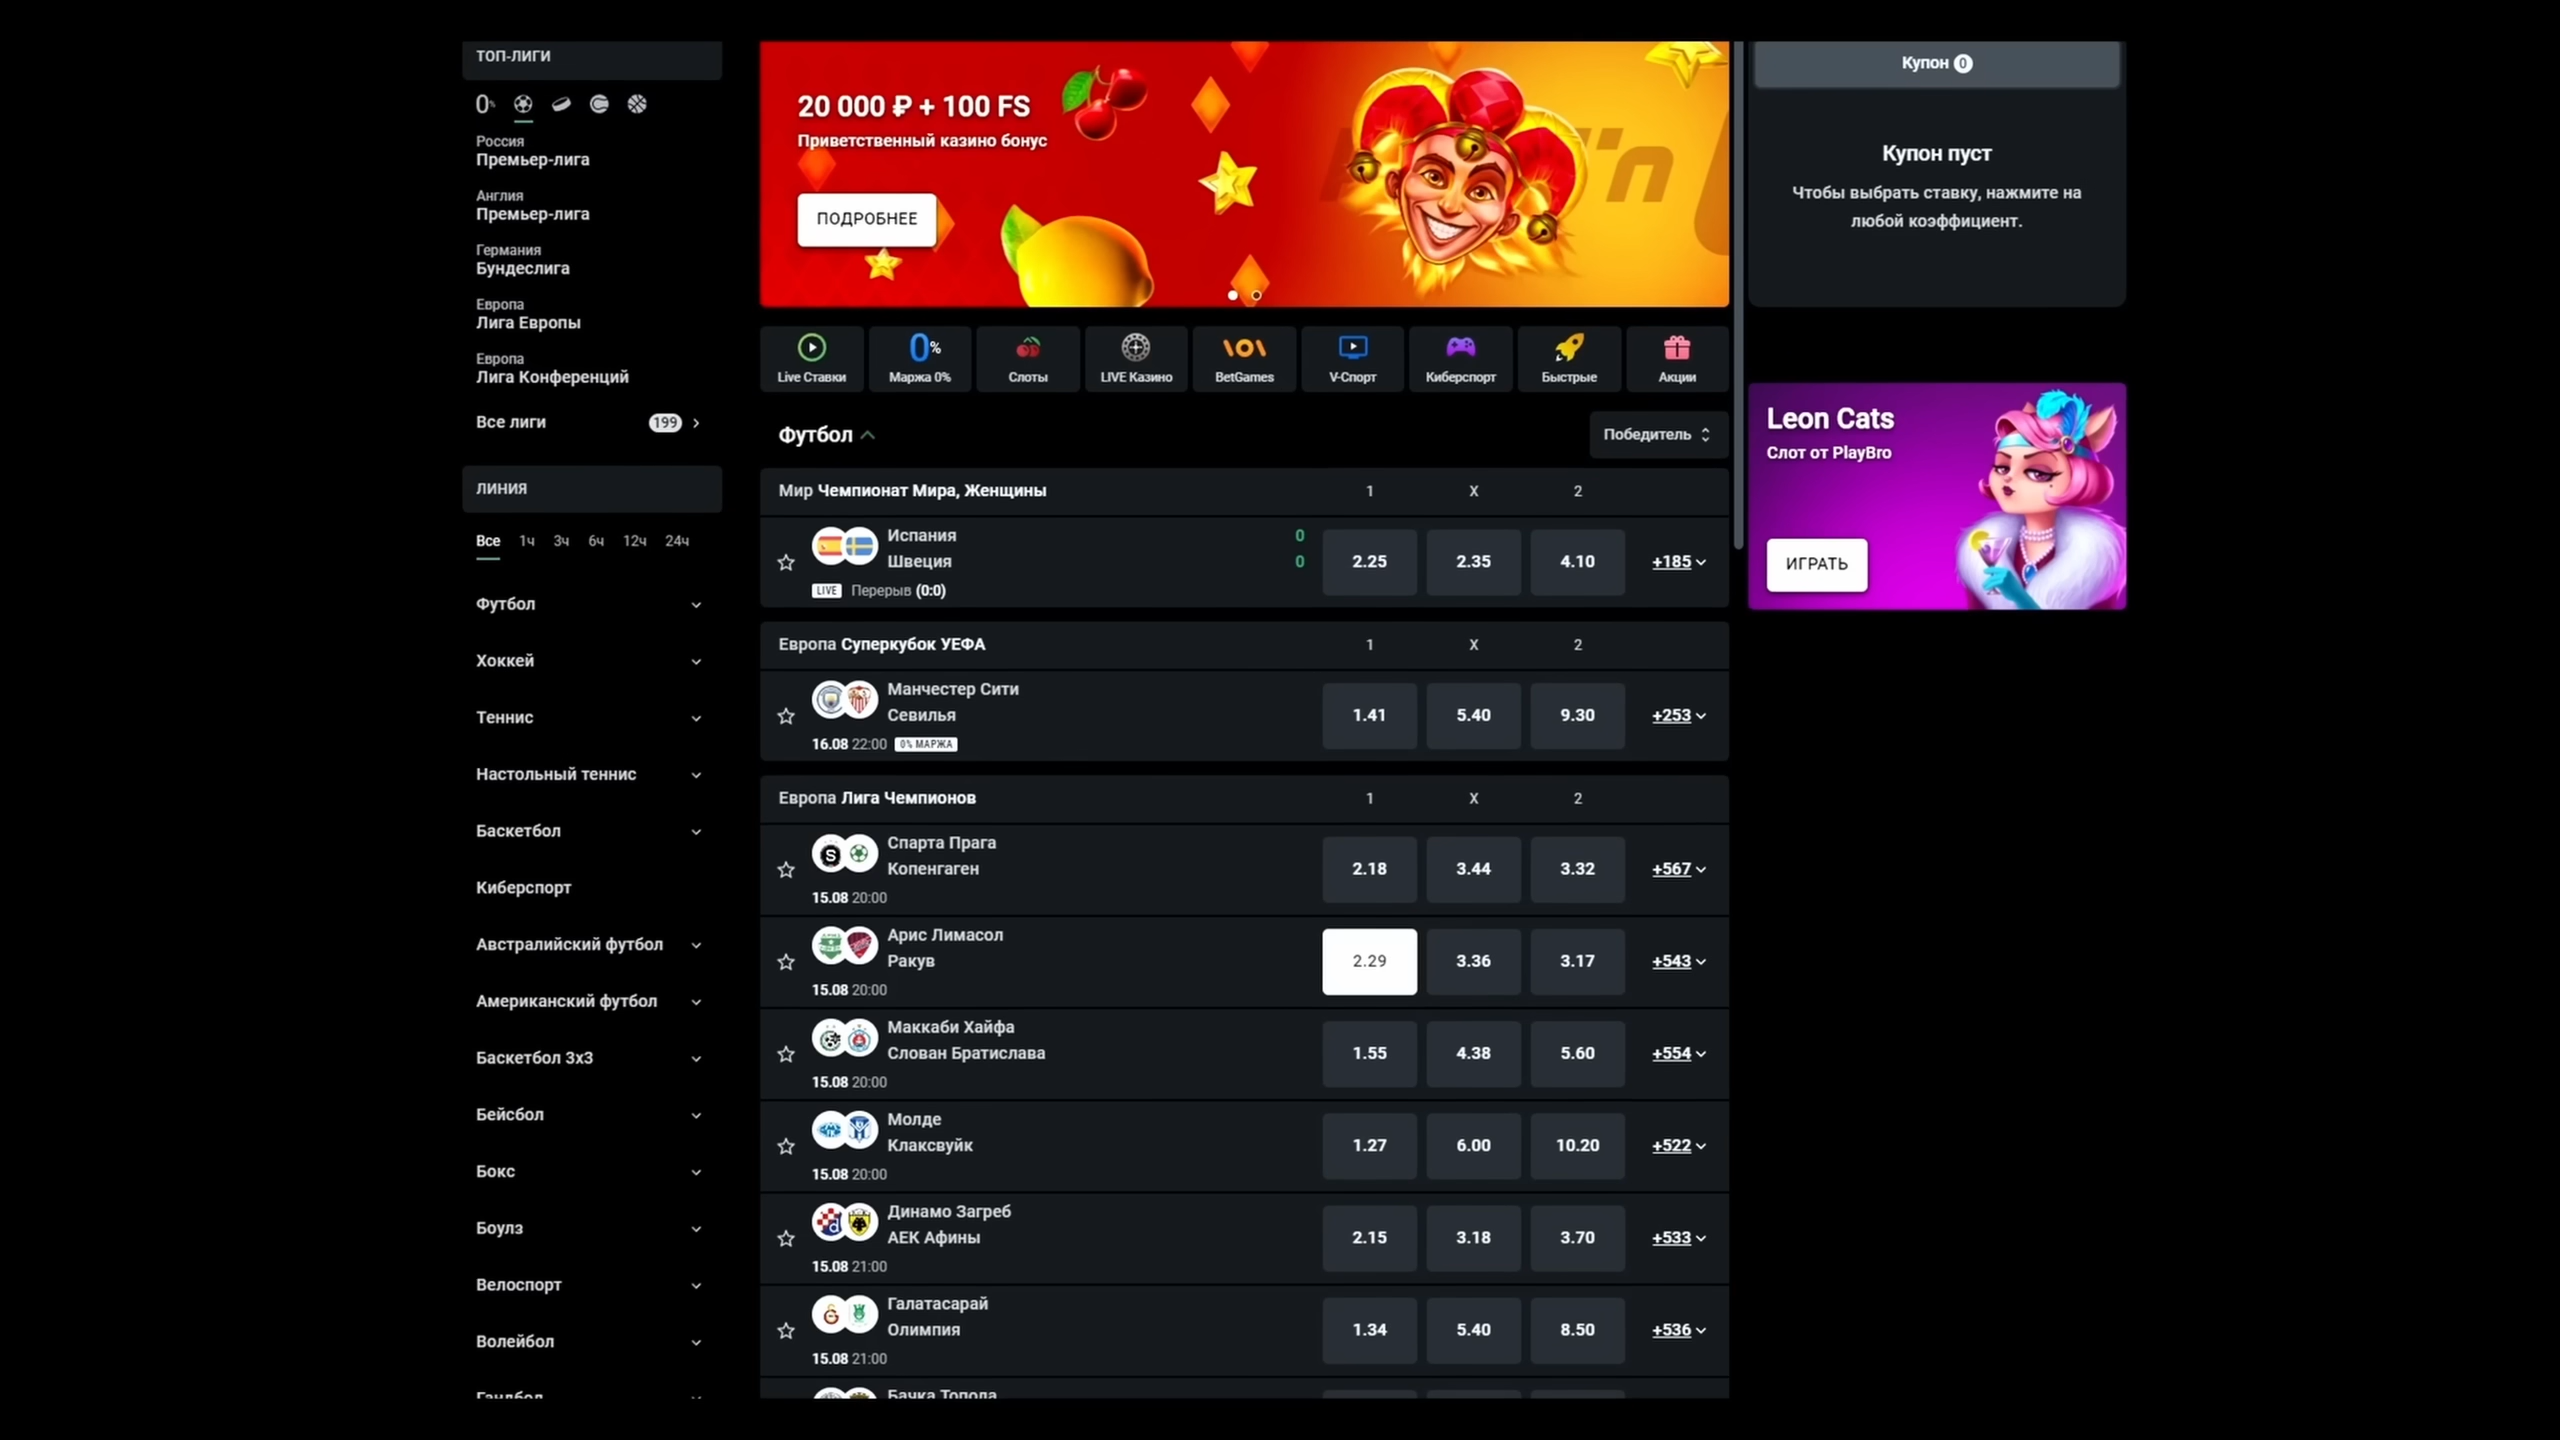 ТОП-ЛИГИ
0%
Россия
Премьер-лига
Англия
Премьер-лига
Германия
Бундеслига
Европа
Лига Европы
Европа
Лига Конференций
Все лиги 199
ЛИНИЯ
Все 1ч 3ч 6ч 12ч 24ч
Футбол
Хоккей
Теннис
Настольный теннис
Баскетбол
Киберспорт
Австралийский футбол
Американский футбол
Баскетбол 3x3
Бейсбол
Бокс
Боулз
Велоспорт
Волейбол
Гандбол
20 000 ₽ + 100 FS
Приветственный казино бонус
ПОДРОБНЕЕ
0%
Live Ставки Маржа 0% Слоты LIVE Казино BetGames V-Спорт Киберспорт Быстрые Акции
Футбол Победитель
Мир Чемпионат Мира, Женщины 1 X 2
Испания 0
Швеция 0 2.25 2.35 4.10 +185
LIVE Перерыв (0:0)
Европа Суперкубок УЕФА 1 X 2
Манчестер Сити
Севилья 1.41 5.40 9.30 +253
16.08 22:00 0% МАРЖА
Европа Лига Чемпионов 1 X 2
Спарта Прага
Копенгаген 2.18 3.44 3.32 +567
15.08 20:00
Арис Лимасол
Ракув 2.29 3.36 3.17 +543
15.08 20:00
Маккаби Хайфа
Слован Братислава 1.55 4.38 5.60 +554
15.08 20:00
Молде
Клаксвуйк 1.27 6.00 10.20 +522
15.08 20:00
Динамо Загреб
АЕК Афины 2.15 3.18 3.70 +533
15.08 21:00
Галатасарай
Олимпия 1.34 5.40 8.50 +536
15.08 21:00
Бачка Топола
Купон 0
Купон пуст
Чтобы выбрать ставку, нажмите на
любой коэффициент.
Leon Cats
Слот от PlayBro
ИГРАТЬ